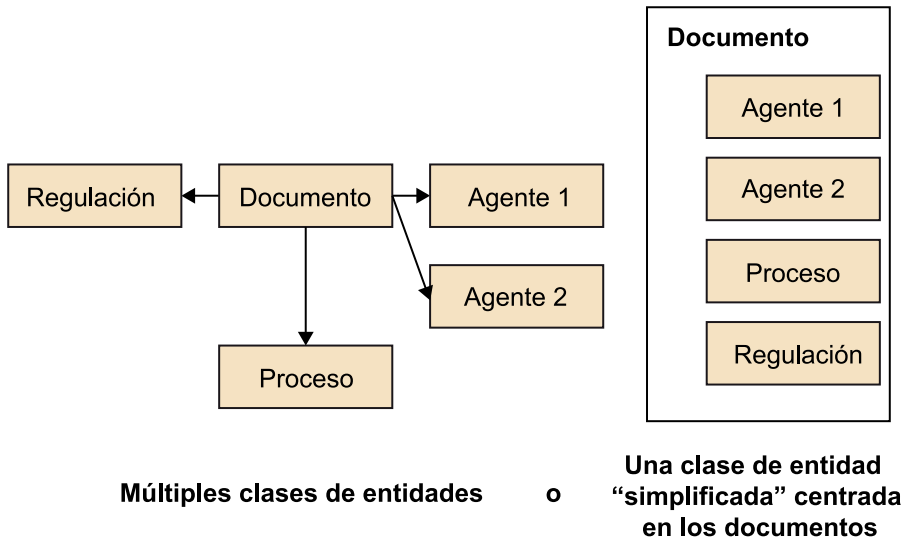 Regulación
Documento
Agente 1
Agente 2
Proceso
Documento
Agente 1
Agente 2
Proceso
Regulación
Múltiples clases de entidades
o
Una clase de entidad
“simplificada” centrada
en los documentos